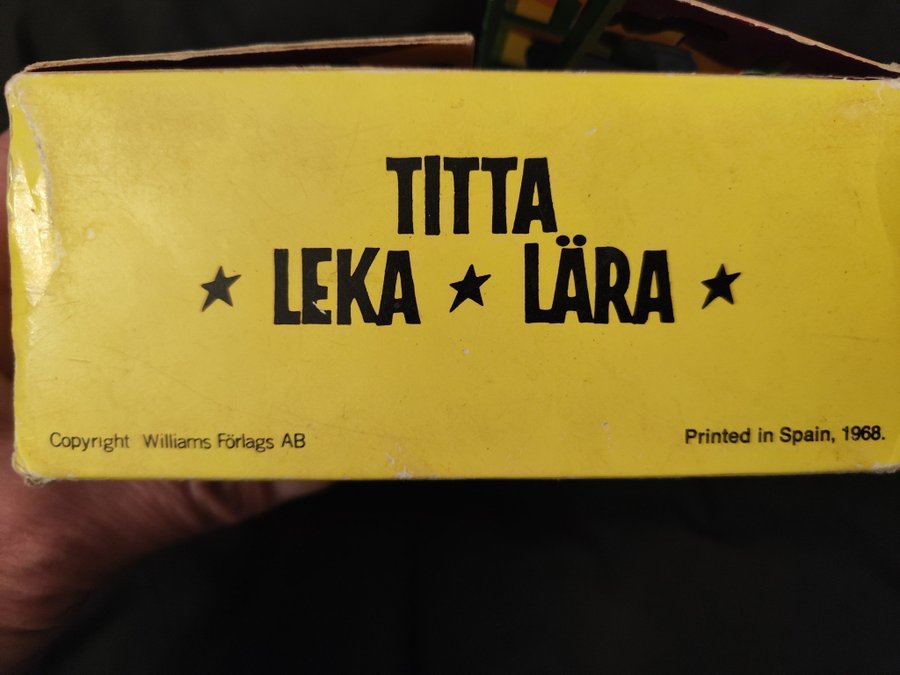 TITTA
★ LEKA ★ LÄRA ★
Copyright Williams Förlags AB
Printed in Spain, 1968.